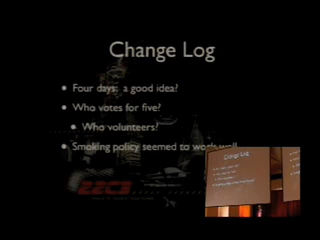 Change Log
Four days: a good idea?
Who votes for five?
Who volunteers?
Smoking policy seemed to work well
22C3
Change Log